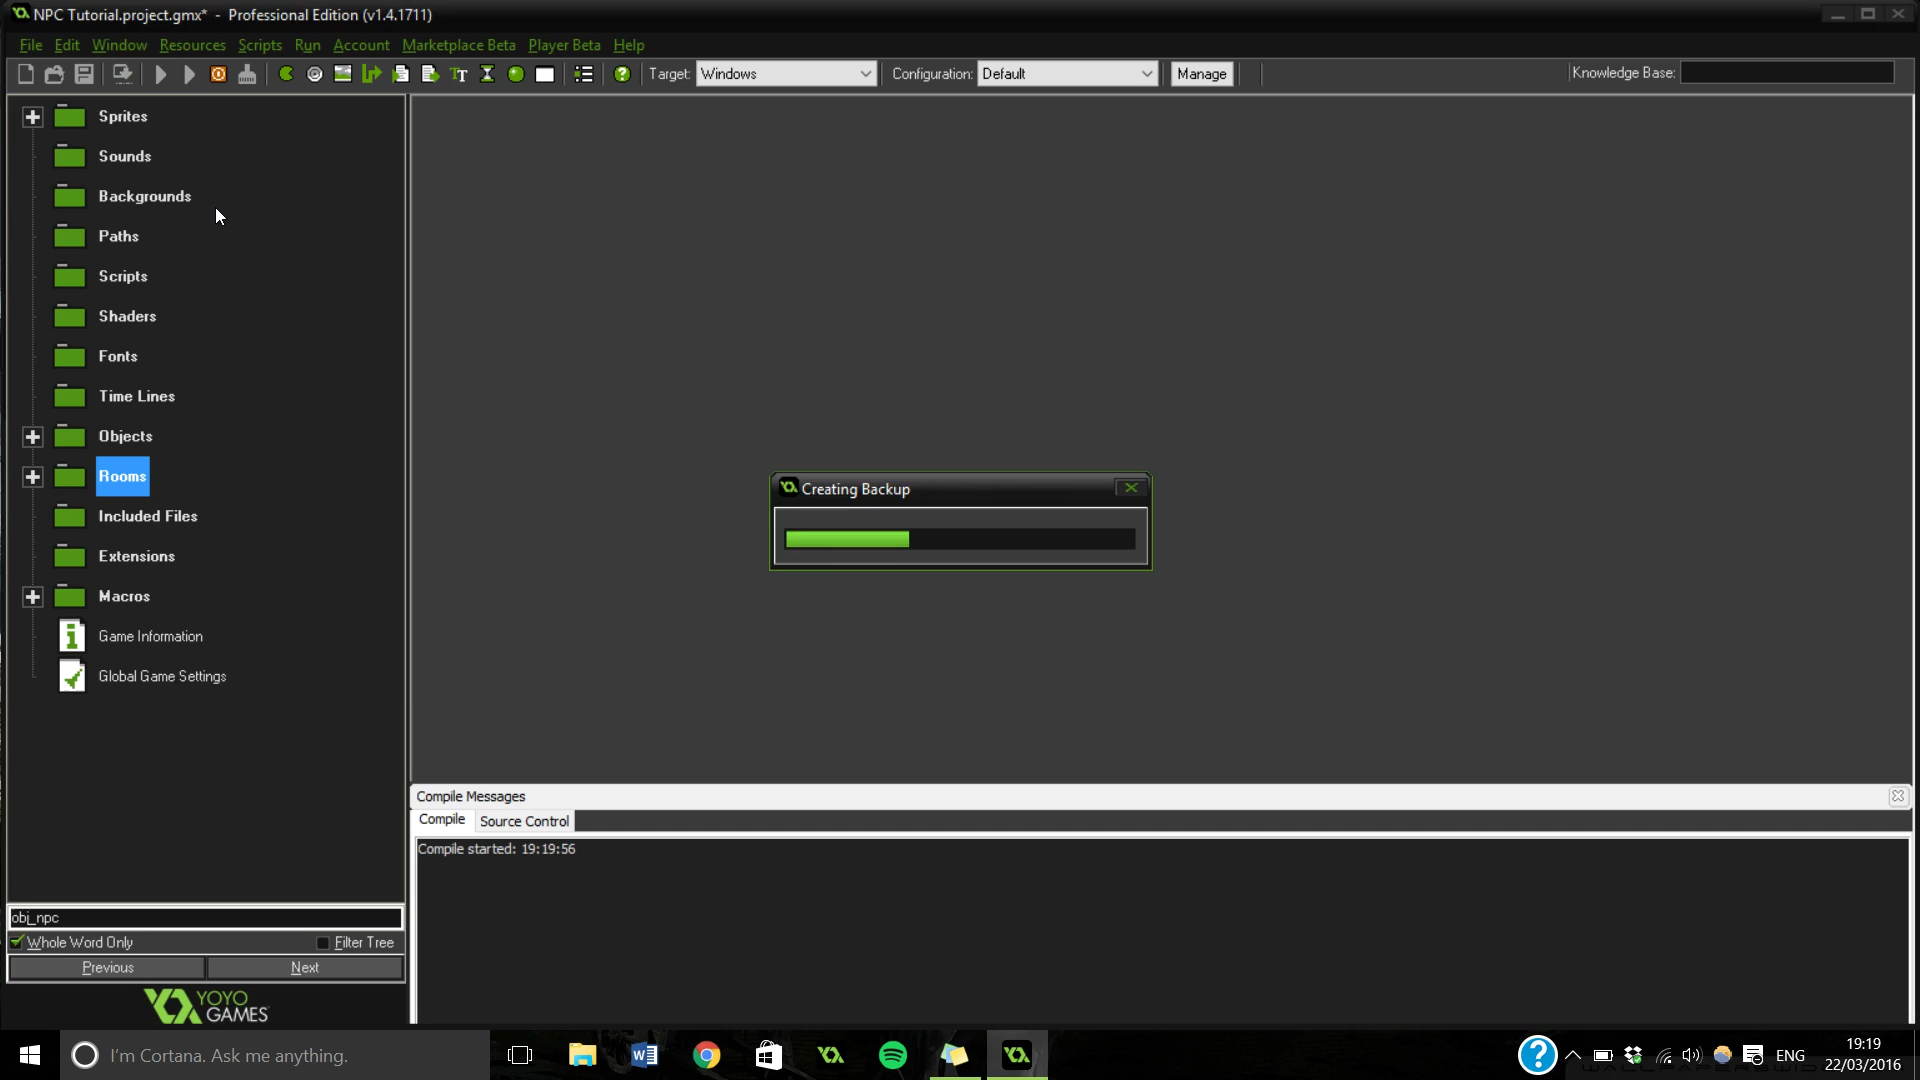 NPC Tutorial.project.gmx* - Professional Edition (v1.4.1711)
File Edit Window Resources Scripts Run Account Marketplace Beta Player Beta Help
Target: Windows Configuration: Default Manage Knowledge Base:
Sprites
Sounds
Backgrounds
Paths
Scripts
Shaders
Fonts
Time Lines
Objects
Rooms
Included Files
Extensions
Macros
Game Information
Global Game Settings
Creating Backup
Compile Messages
Compile Source Control
Compile started: 19:19:56
obj_npc
Whole Word Only Filter Tree
Previous Next
YOYO
GAMES
I'm Cortana. Ask me anything.
ENG
19:19
22/03/2016